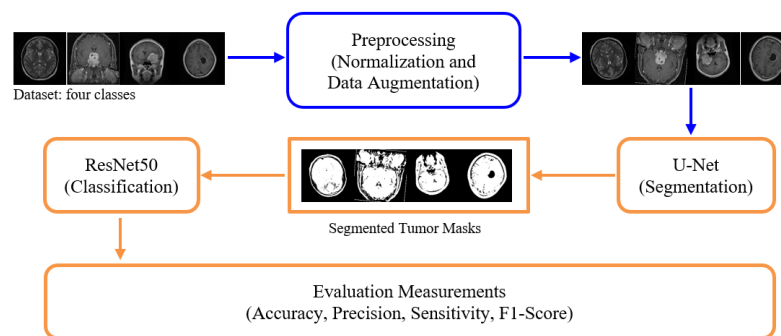 Preprocessing
(Normalization and
Data Augmentation)
Dataset: four classes
ResNet50
(Classification)
U-Net
(Segmentation)
Segmented Tumor Masks
Evaluation Measurements
(Accuracy, Precision, Sensitivity, F1-Score)